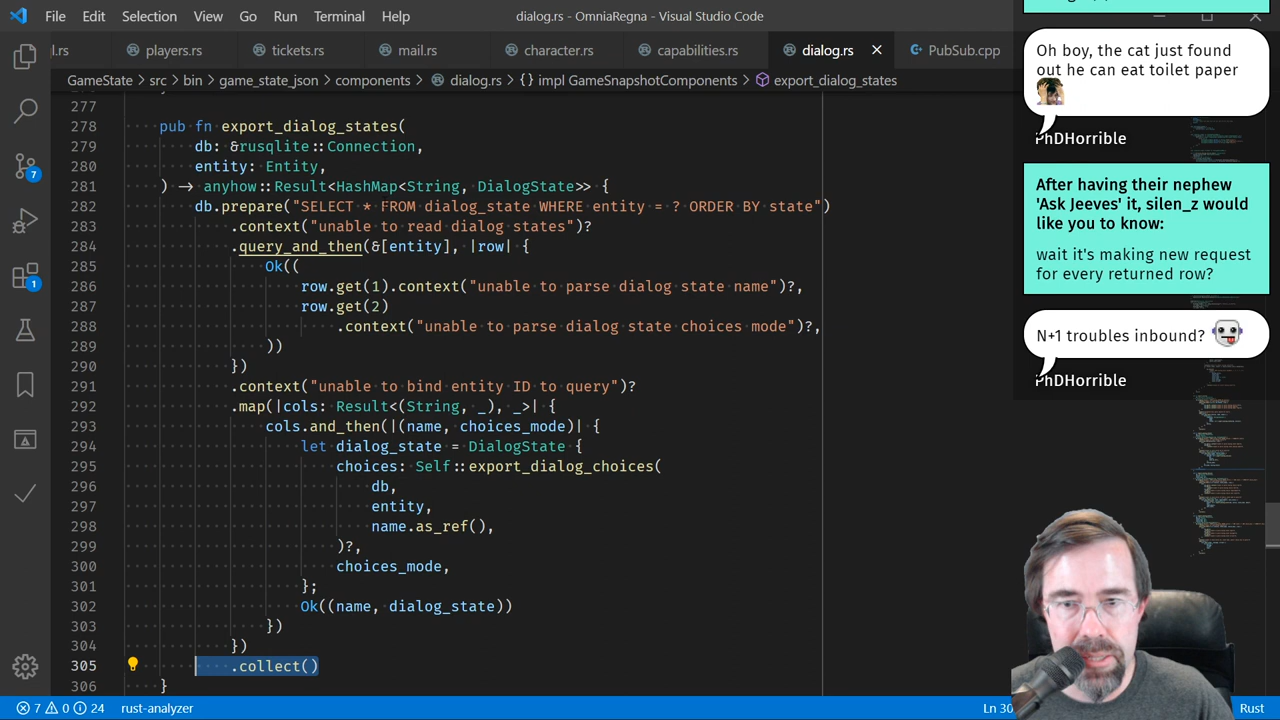 File Edit Selection View Go Run Terminal Help
dialog.rs - OmniaRegna - Visual Studio Code
players.rs
tickets.rs
mail.rs
character.rs
capabilities.rs
dialog.rs
PubSub.cpp
GameState > src > bin > game_state_json > components > dialog.rs > {} impl GameSnapshotComponents > export_dialog_states
277
278 pub fn export_dialog_states(
279 db: &rusqlite::Connection,
280 entity: Entity,
281 ) -> anyhow::Result<HashMap<String, DialogState>> {
282 db.prepare("SELECT * FROM dialog_state WHERE entity = ? ORDER BY state")
283 .context("unable to read dialog states")?
284 .query_and_then(&[entity], |row| {
285 Ok((
286 row.get(1).context("unable to parse dialog state name")?,
287 row.get(2)
288 .context("unable to parse dialog state choices mode")?,
289 ))
290 })
291 .context("unable to bind entity ID to query")?
292 .map(|cols: Result<(String, _), _>| {
293 cols.and_then(|(name, choices_mode)| {
294 let dialog_state = DialogState {
295 choices: Self::export_dialog_choices(
296 db,
297 entity,
298 name.as_ref(),
299 )?,
300 choices_mode,
301 };
302 Ok((name, dialog_state))
303 })
304 })
305 .collect()
306 }
7
1
7 0 24 rust-analyzer
Rust
Oh boy, the cat just found
out he can eat toilet paper
PhDHorrible
After having their nephew
'Ask Jeeves' it, silen_z would
like you to know:
wait it's making new request
for every returned row?
N+1 troubles inbound?
PhDHorrible